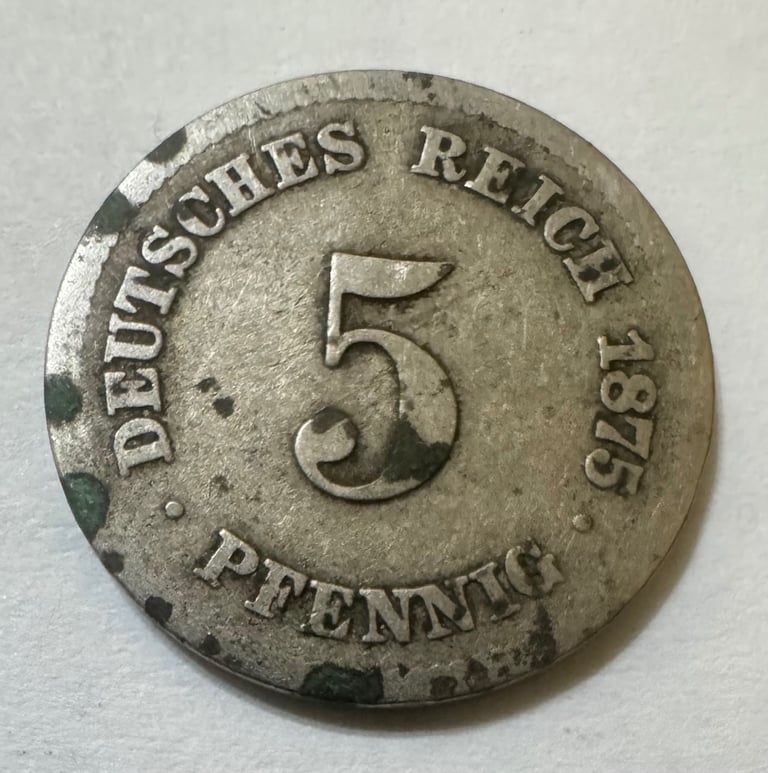 DEUTSCHES REICH 1875
5
· PFENNIG ·